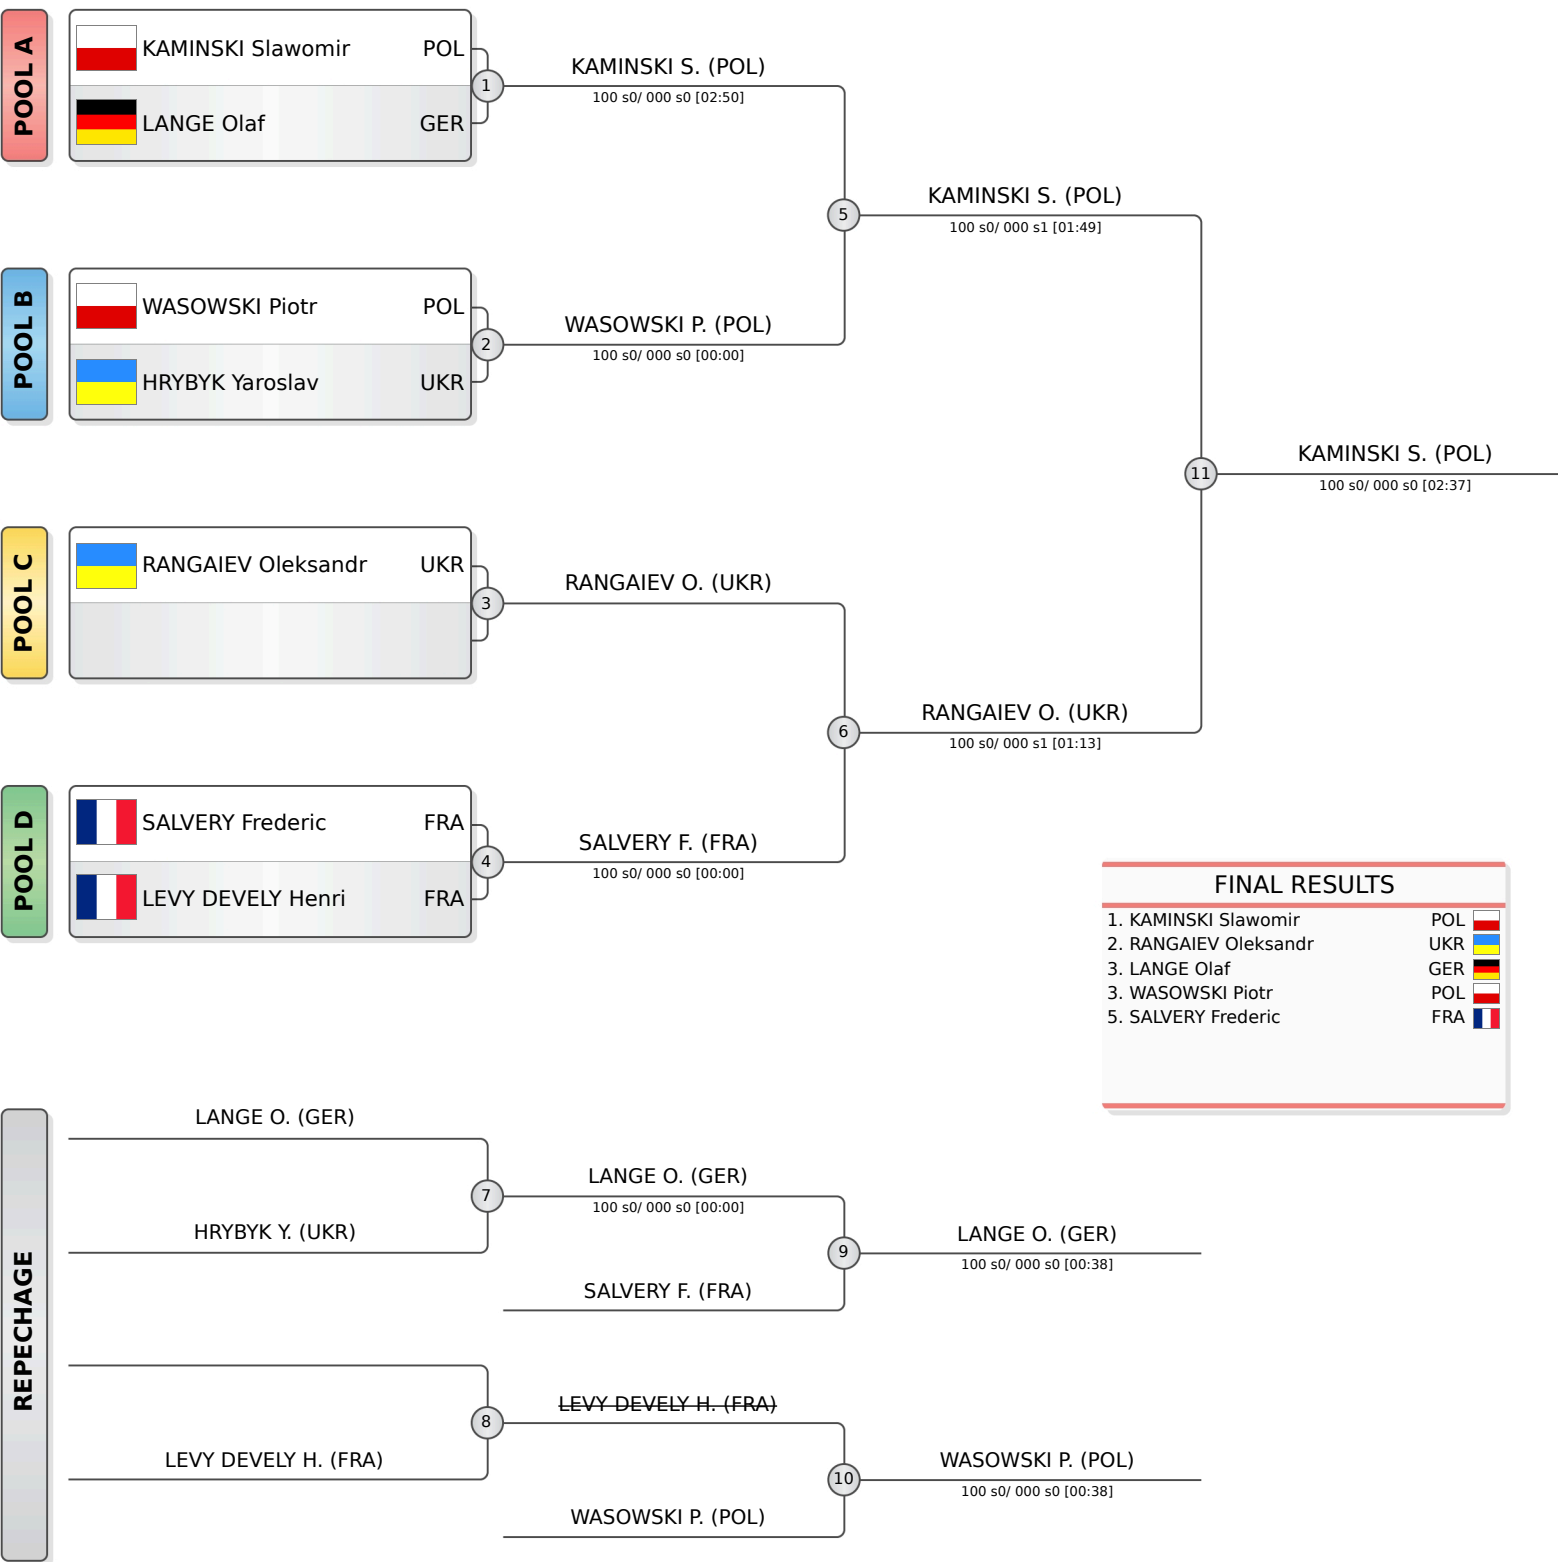 POOL A
KAMINSKI Slawomir POL
LANGE Olaf GER
1
KAMINSKI S. (POL)
100 s0/ 000 s0 [02:50]
5
KAMINSKI S. (POL)
100 s0/ 000 s1 [01:49]
POOL B
WASOWSKI Piotr POL
HRYBYK Yaroslav UKR
2
WASOWSKI P. (POL)
100 s0/ 000 s0 [00:00]
11
KAMINSKI S. (POL)
100 s0/ 000 s0 [02:37]
POOL C
RANGAIEV Oleksandr UKR
3
RANGAIEV O. (UKR)
6
RANGAIEV O. (UKR)
100 s0/ 000 s1 [01:13]
POOL D
SALVERY Frederic FRA
LEVY DEVELY Henri FRA
4
SALVERY F. (FRA)
100 s0/ 000 s0 [00:00]
FINAL RESULTS
1. KAMINSKI Slawomir POL
2. RANGAIEV Oleksandr UKR
3. LANGE Olaf GER
3. WASOWSKI Piotr POL
5. SALVERY Frederic FRA
REPECHAGE
LANGE O. (GER)
HRYBYK Y. (UKR)
7
LANGE O. (GER)
100 s0/ 000 s0 [00:00]
SALVERY F. (FRA)
9
LANGE O. (GER)
100 s0/ 000 s0 [00:38]
LEVY DEVELY H. (FRA)
8
LEVY DEVELY H. (FRA)
WASOWSKI P. (POL)
10
WASOWSKI P. (POL)
100 s0/ 000 s0 [00:38]